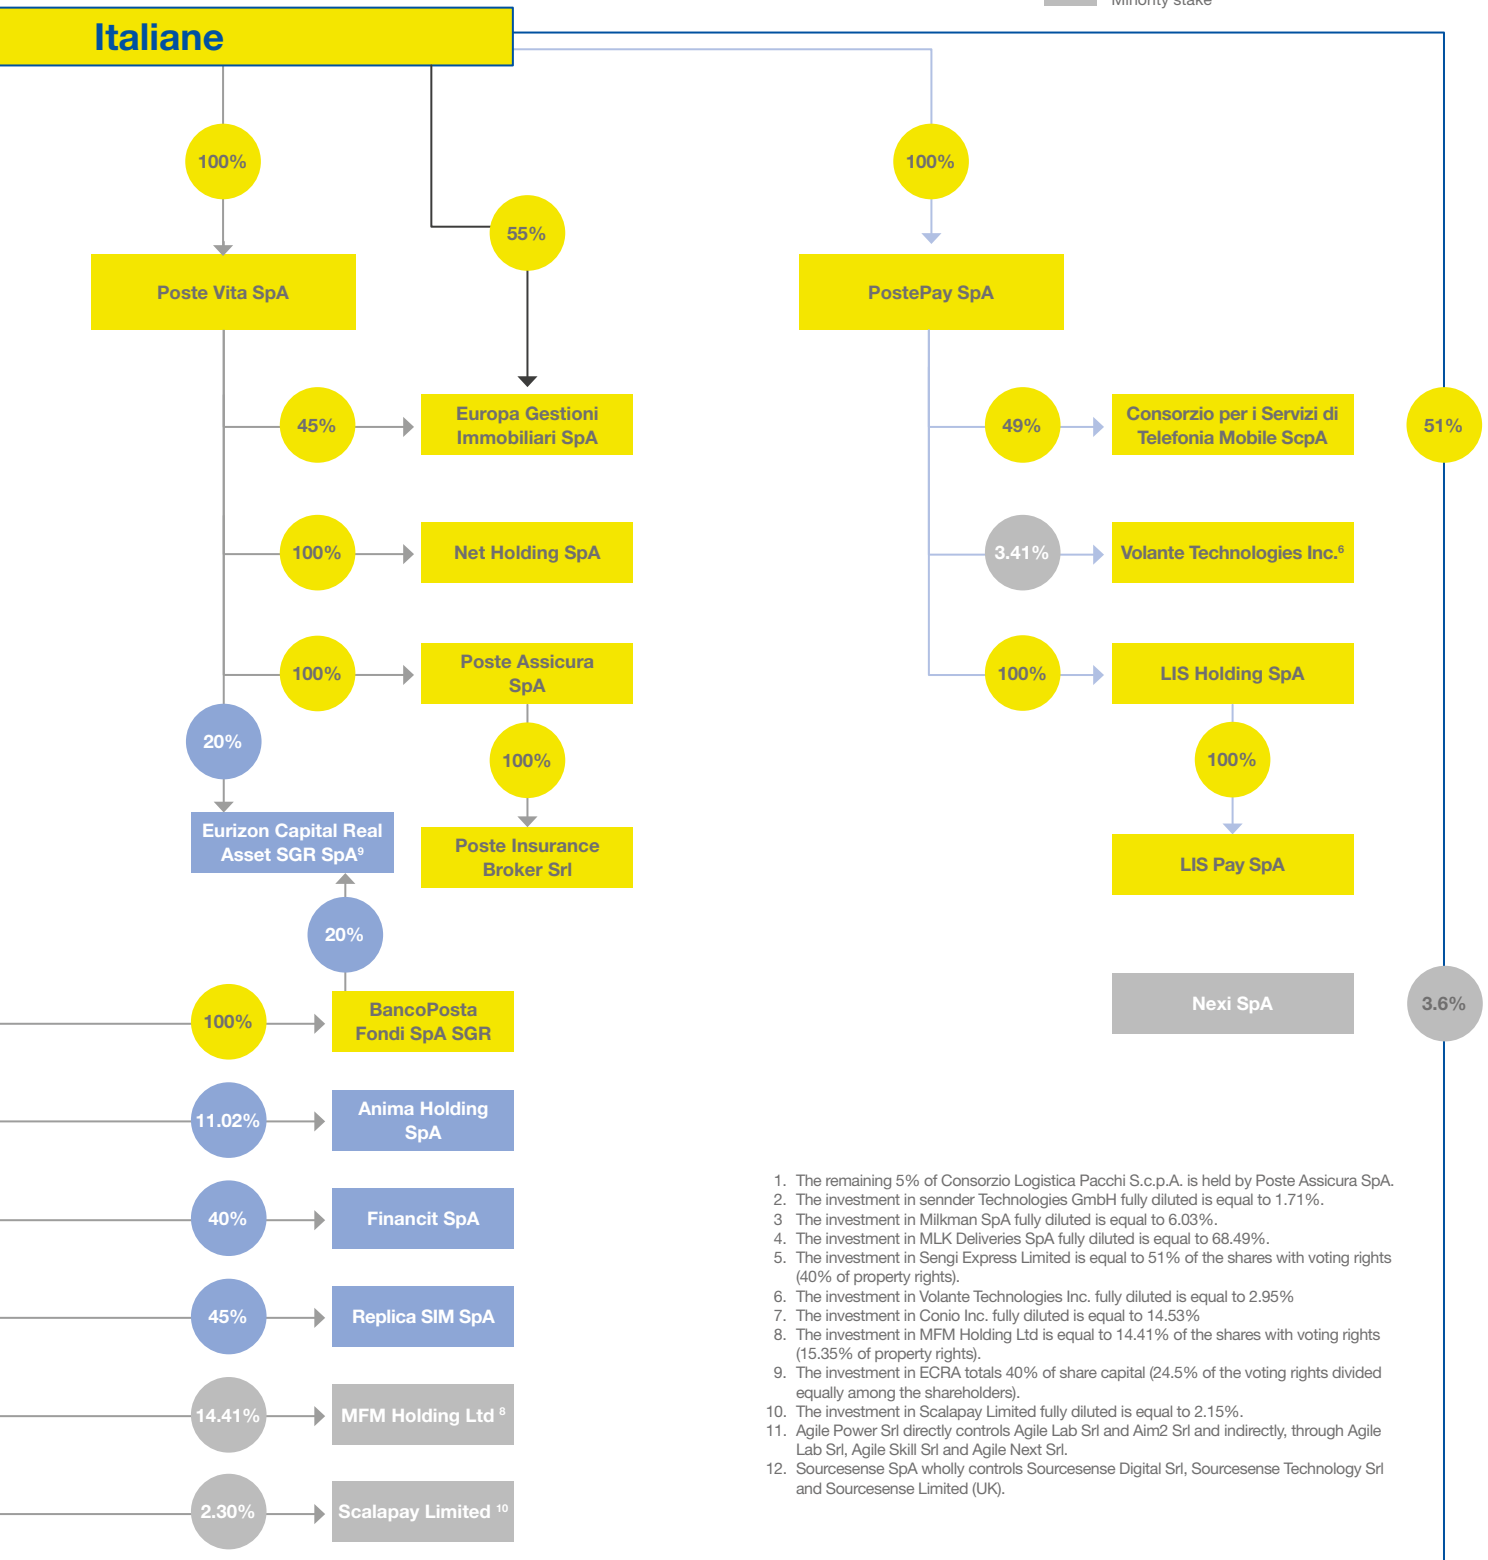 Minority stake
Italiane
100%
100%
55%
Poste Vita SpA
PostePay SpA
45%
Europa Gestioni
Immobiliari SpA
49%
Consorzio per i Servizi di
Telefonia Mobile ScpA
51%
100%
Net Holding SpA
3.41%
Volante Technologies Inc.⁶
100%
Poste Assicura
SpA
100%
LIS Holding SpA
20%
100%
100%
Eurizon Capital Real
Asset SGR SpA⁹
Poste Insurance
Broker Srl
LIS Pay SpA
20%
100%
BancoPosta
Fondi SpA SGR
Nexi SpA
3.6%
11.02%
Anima Holding
SpA
40%
Financit SpA
45%
Replica SIM SpA
14.41%
MFM Holding Ltd ⁸
2.30%
Scalapay Limited ¹⁰
1. The remaining 5% of Consorzio Logistica Pacchi S.c.p.A. is held by Poste Assicura SpA.
2. The investment in sennder Technologies GmbH fully diluted is equal to 1.71%.
3 The investment in Milkman SpA fully diluted is equal to 6.03%.
4. The investment in MLK Deliveries SpA fully diluted is equal to 68.49%.
5. The investment in Sengi Express Limited is equal to 51% of the shares with voting rights
(40% of property rights).
6. The investment in Volante Technologies Inc. fully diluted is equal to 2.95%
7. The investment in Conio Inc. fully diluted is equal to 14.53%
8. The investment in MFM Holding Ltd is equal to 14.41% of the shares with voting rights
(15.35% of property rights).
9. The investment in ECRA totals 40% of share capital (24.5% of the voting rights divided
equally among the shareholders).
10. The investment in Scalapay Limited fully diluted is equal to 2.15%.
11. Agile Power Srl directly controls Agile Lab Srl and Aim2 Srl and indirectly, through Agile
Lab Srl, Agile Skill Srl and Agile Next Srl.
12. Sourcesense SpA wholly controls Sourcesense Digital Srl, Sourcesense Technology Srl
and Sourcesense Limited (UK).